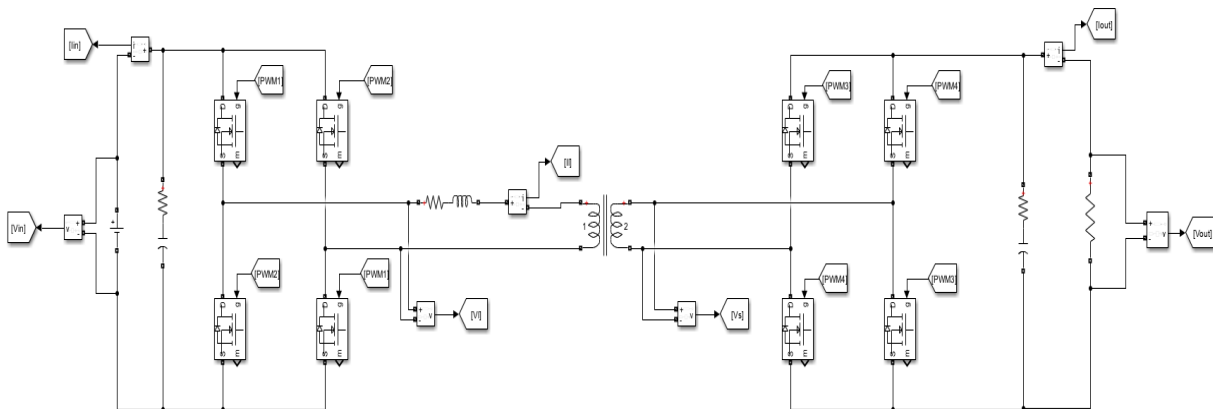 [Iin]
[Iout]
[PWM1]
[PWM2]
[PWM3]
[PWM4]
[Il]
1
2
[Vin]
[Vout]
[PWM2]
[PWM1]
[PWM4]
[PWM3]
[Vl]
[Vs]